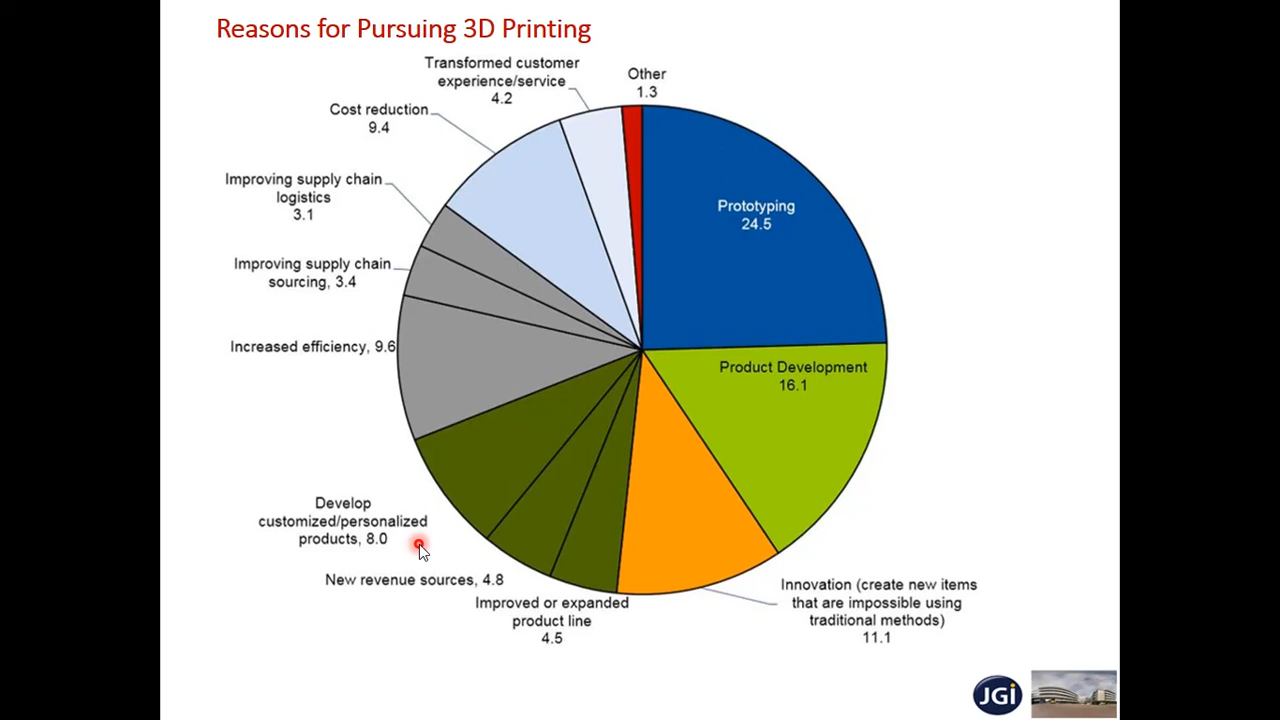 Reasons for Pursuing 3D Printing
Transformed customer
experience/service
4.2
Other
1.3
Cost reduction
9.4
Improving supply chain
logistics
3.1
Prototyping
24.5
Improving supply chain
sourcing, 3.4
Increased efficiency, 9.6
Product Development
16.1
Develop
customized/personalized
products, 8.0
New revenue sources, 4.8
Improved or expanded
product line
4.5
Innovation (create new items
that are impossible using
traditional methods)
11.1
JGi